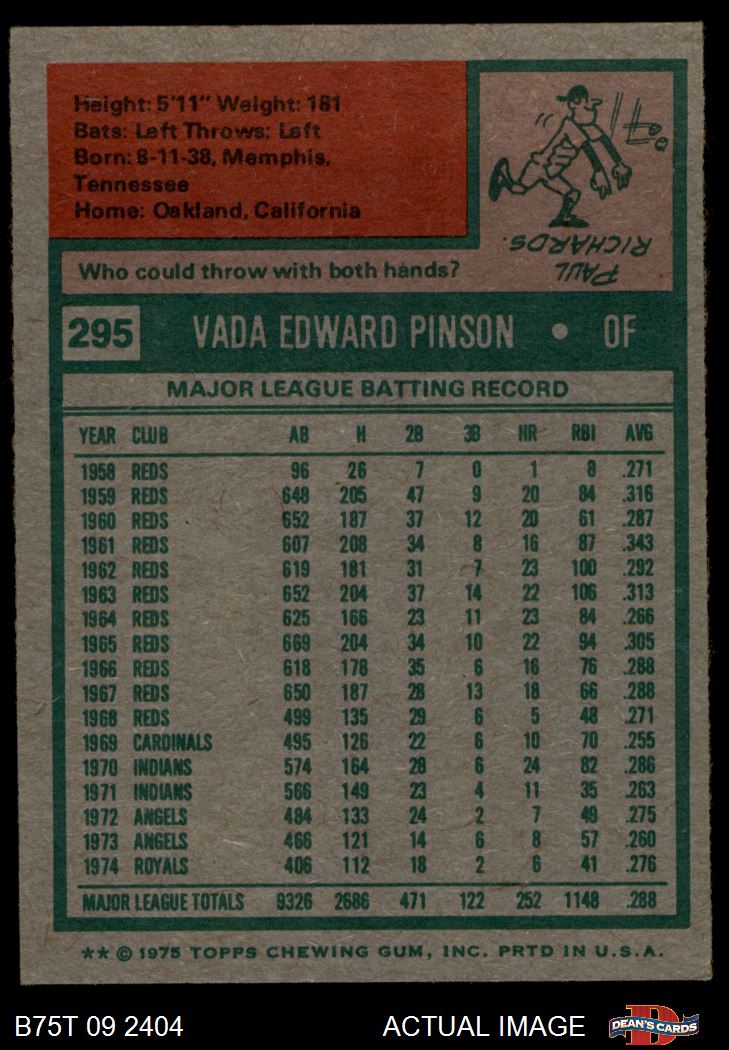 Height: 5'11" Weight: 181
Bats: Left Throws: Left
Born: 8-11-38, Memphis,
Tennessee
Home: Oakland, California
PAUL
RICHARDS.
Who could throw with both hands?
295 VADA EDWARD PINSON • OF
MAJOR LEAGUE BATTING RECORD
YEAR CLUB AB H 2B 3B HR RBI AVG
1958 REDS 96 26 7 0 1 8 .271
1959 REDS 648 205 47 9 20 84 .316
1960 REDS 652 187 37 12 20 61 .287
1961 REDS 607 208 34 8 16 87 .343
1962 REDS 619 181 31 7 23 100 .292
1963 REDS 652 204 37 14 22 106 .313
1964 REDS 625 166 23 11 23 84 .266
1965 REDS 669 204 34 10 22 94 .305
1966 REDS 618 178 35 6 16 76 .288
1967 REDS 650 187 28 13 18 66 .288
1968 REDS 499 135 29 6 5 48 .271
1969 CARDINALS 495 126 22 6 10 70 .255
1970 INDIANS 574 164 28 6 24 82 .286
1971 INDIANS 566 149 23 4 11 35 .263
1972 ANGELS 484 133 24 2 7 49 .275
1973 ANGELS 466 121 14 6 8 57 .260
1974 ROYALS 406 112 18 2 6 41 .276
MAJOR LEAGUE TOTALS 9326 2686 471 122 252 1148 .288
** © 1975 TOPPS CHEWING GUM, INC. PRTD IN U.S.A.
B75T 09 2404 ACTUAL IMAGE DEAN'S CARDS